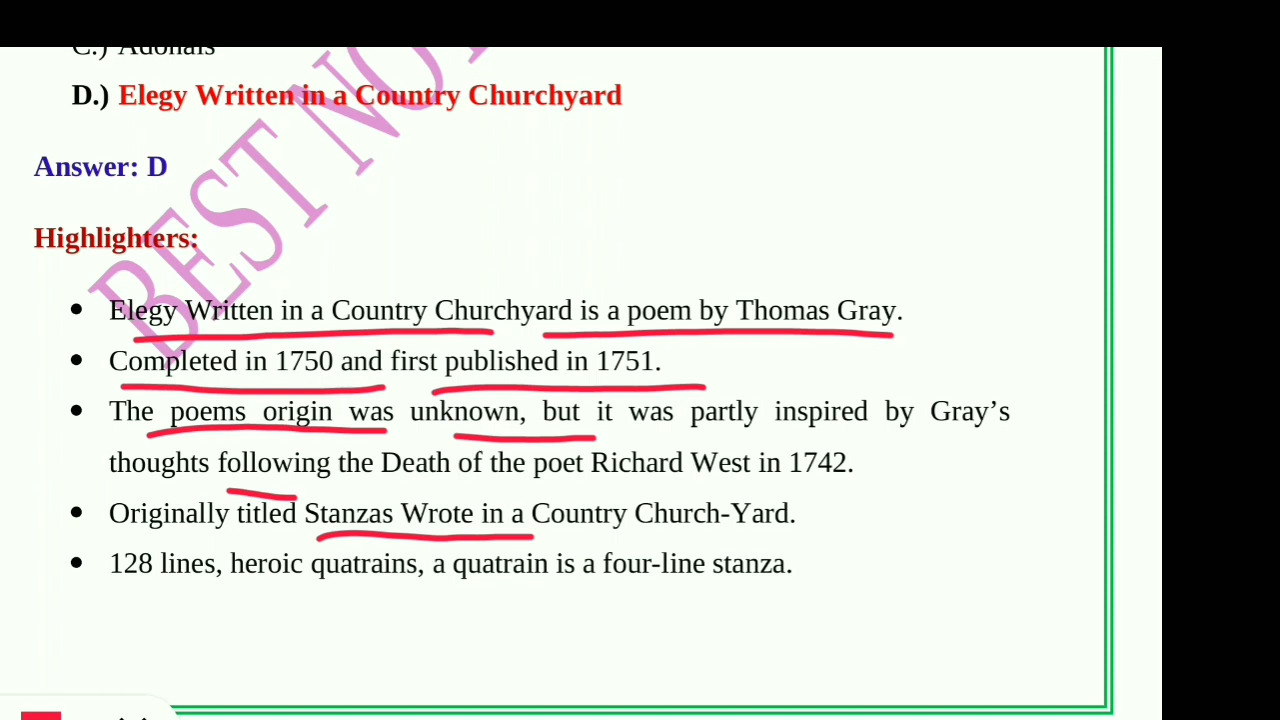 C.) Adonais
D.) Elegy Written in a Country Churchyard
Answer: D
Highlighters:
• Elegy Written in a Country Churchyard is a poem by Thomas Gray.
• Completed in 1750 and first published in 1751.
• The poems origin was unknown, but it was partly inspired by Gray’s
thoughts following the Death of the poet Richard West in 1742.
• Originally titled Stanzas Wrote in a Country Church-Yard.
• 128 lines, heroic quatrains, a quatrain is a four-line stanza.
BEST NO